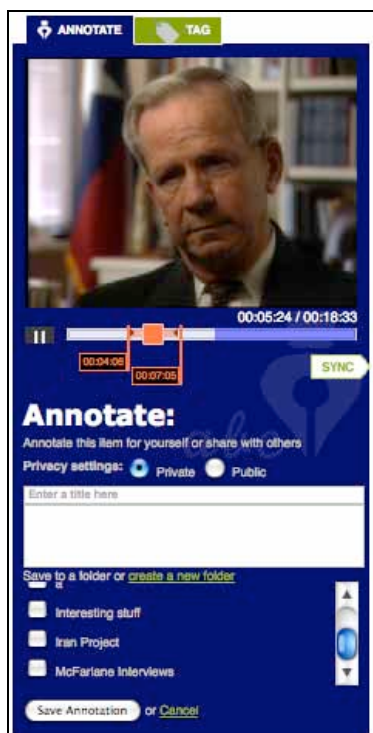 ANNOTATE TAG
00:05:24 / 00:18:33
00:04:06
00:07:05
SYNC
Annotate:
abc
Annotate this item for yourself or share with others
Privacy settings: Private Public
Enter a title here
Save to a folder or create a new folder
a
Interesting stuff
Iran Project
McFarlane Interviews
Save Annotation or Cancel